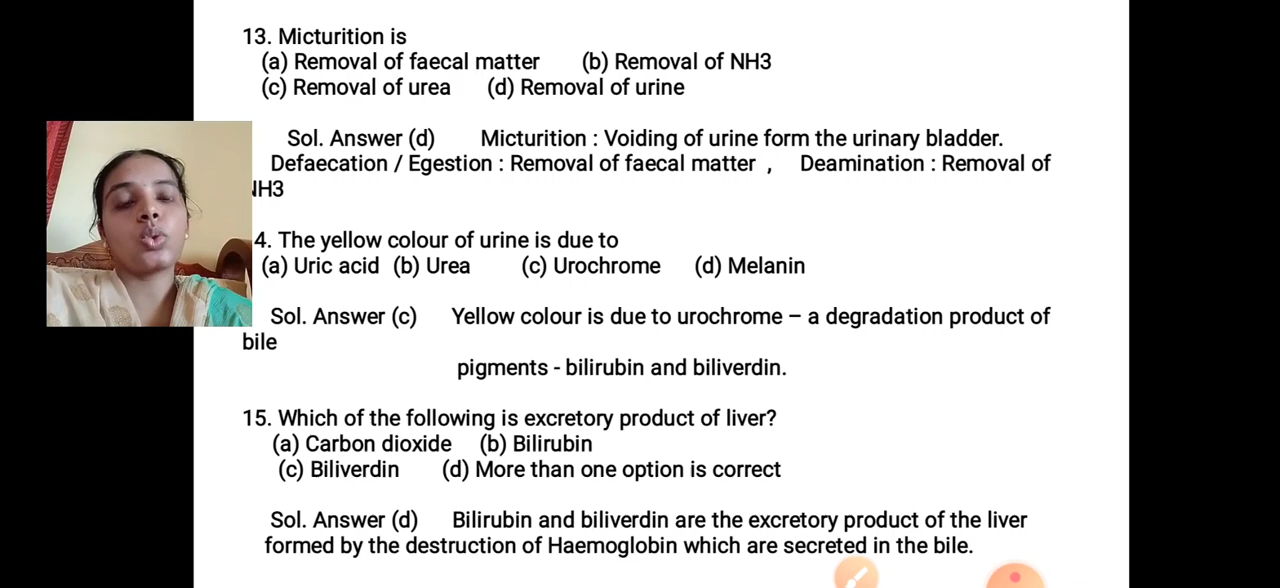 13. Micturition is
(a) Removal of faecal matter (b) Removal of NH3
(c) Removal of urea (d) Removal of urine
Sol. Answer (d) Micturition : Voiding of urine form the urinary bladder.
Defaecation / Egestion : Removal of faecal matter , Deamination : Removal of
NH3
4. The yellow colour of urine is due to
(a) Uric acid (b) Urea (c) Urochrome (d) Melanin
Sol. Answer (c) Yellow colour is due to urochrome – a degradation product of
bile
pigments - bilirubin and biliverdin.
15. Which of the following is excretory product of liver?
(a) Carbon dioxide (b) Bilirubin
(c) Biliverdin (d) More than one option is correct
Sol. Answer (d) Bilirubin and biliverdin are the excretory product of the liver
formed by the destruction of Haemoglobin which are secreted in the bile.